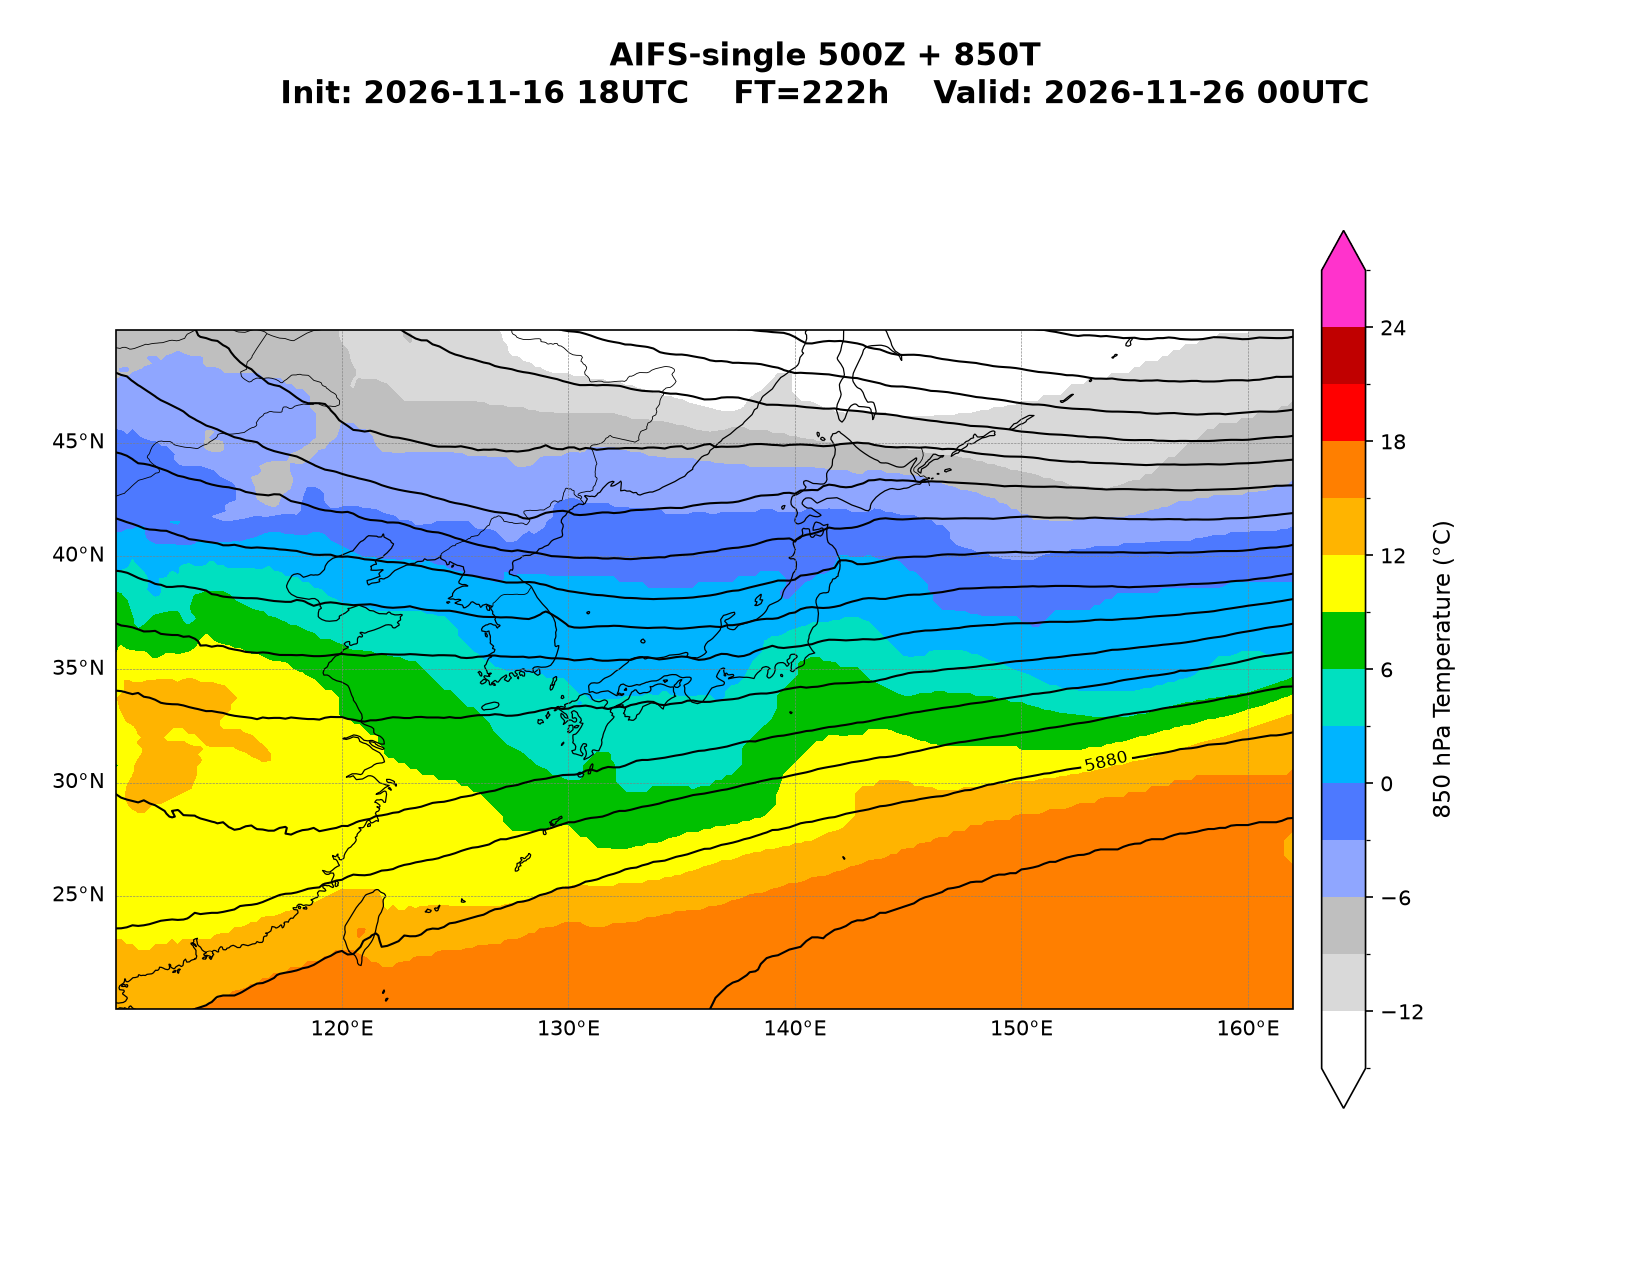 AIFS-single 500Z + 850T
Init: 2026-11-16 18UTC    FT=222h    Valid: 2026-11-26 00UTC
24
18
12
6
0
−6
−12
850 hPa Temperature (°C)
45°N
40°N
35°N
30°N
25°N
5880
120°E
130°E
140°E
150°E
160°E